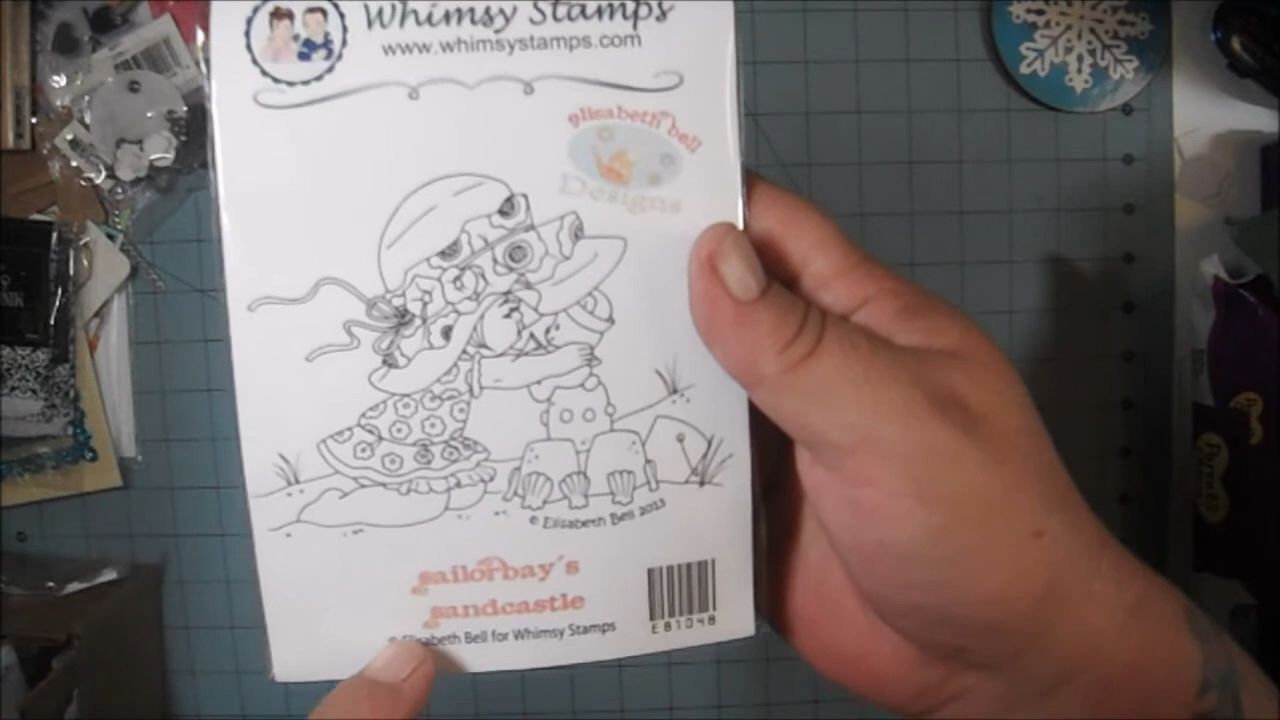 Whimsy Stamps
www.whimsystamps.com
elisabeth bell
Designs
© Elisabeth Bell 2013
sailorbay´s
sandcastle
© Elisabeth Bell for Whimsy Stamps
EB1048